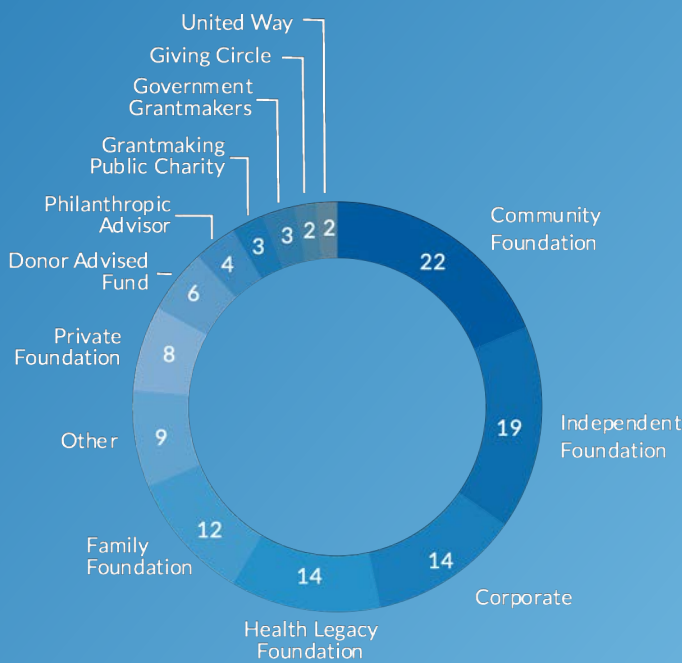 United Way
Giving Circle
Government
Grantmakers
Grantmaking
Public Charity
Philanthropic
Advisor
Donor Advised
Fund
Private
Foundation
Other
Family
Foundation
Health Legacy
Foundation
Corporate
Independent
Foundation
Community
Foundation
22
19
14
14
12
9
8
6
4
3
3
2
2